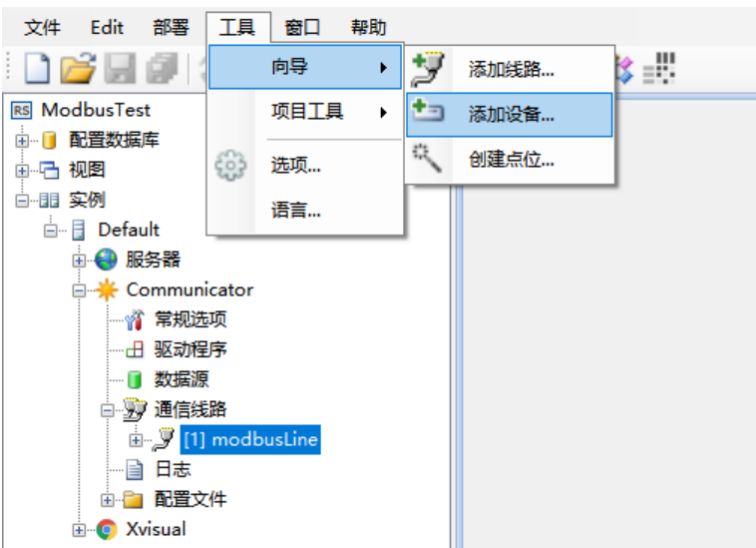 文件 Edit 部署 工具 窗口 帮助
向导 添加线路...
RS ModbusTest 项目工具 添加设备...
配置数据库
视图 选项... 创建点位...
实例 语言...
Default
服务器
Communicator
常规选项
驱动程序
数据源
通信线路
[1] modbusLine
日志
配置文件
Xvisual